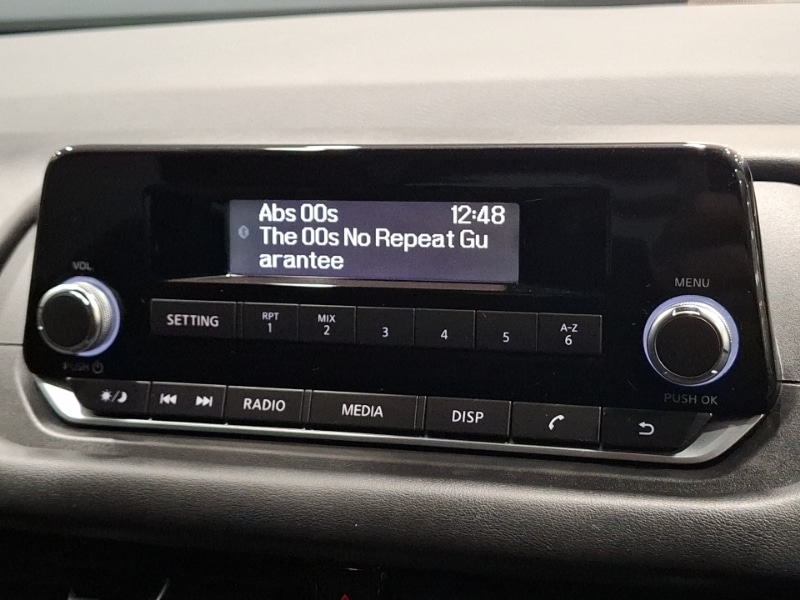 Abs 00s 12:48
The 00s No Repeat Gu
arantee
VOL
PUSH
SETTING
RPT 1
MIX 2
3
4
5
A-Z 6
MENU
PUSH OK
RADIO
MEDIA
DISP